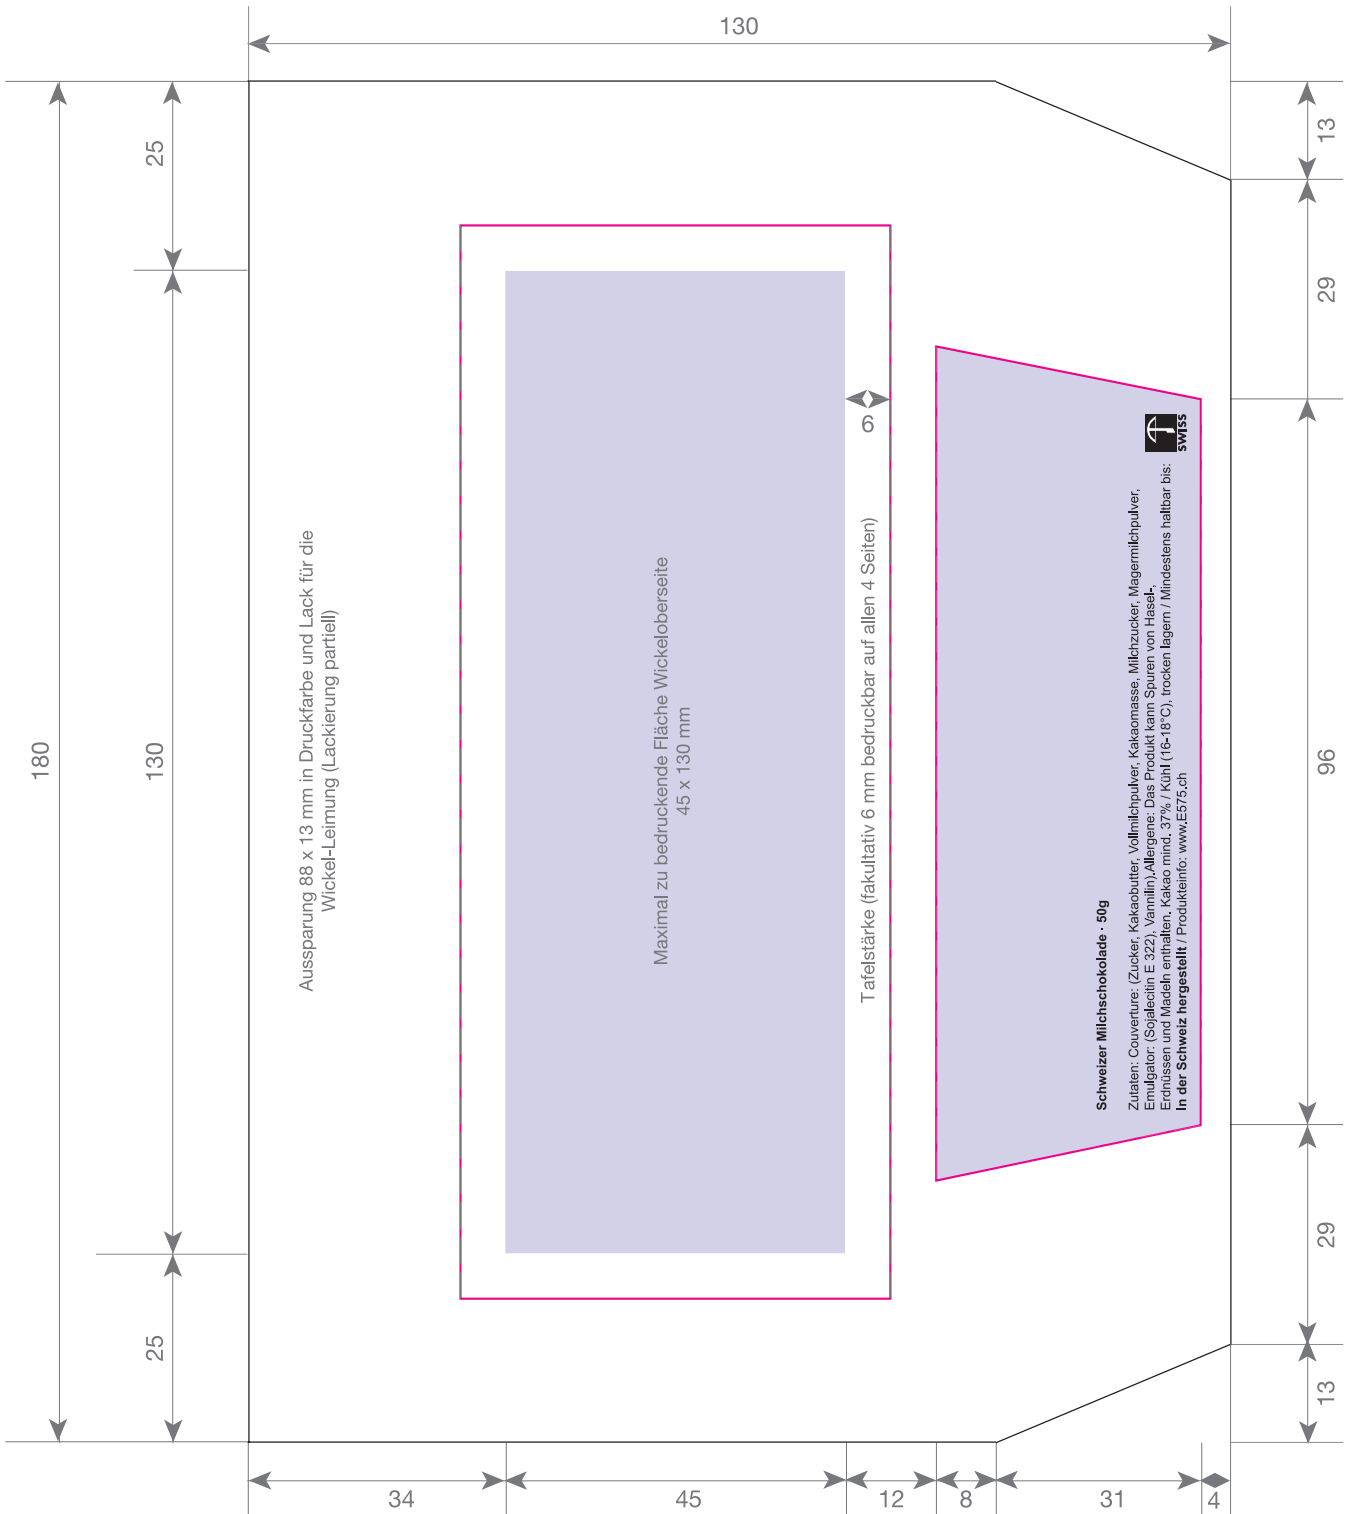 130
180
25
130
25
13
29
96
29
13
Aussparung 88 x 13 mm in Druckfarbe und Lack für die
Wickel-Leimung (Lackierung partiell)
Maximal zu bedruckende Fläche Wickeloberseite
45 x 130 mm
6
Tafelstärke (fakultativ 6 mm bedruckbar auf allen 4 Seiten)
Schweizer Milchschokolade · 50g
Zutaten: Couverture: (Zucker, Kakaobutter, Vollmilchpulver, Kakaomasse, Milchzucker, Magermilchpulver,
Emulgator: (Sojalecitin E 322), Vannilin),Allergene: Das Produkt kann Spuren von Hasel-,
Erdnüssen und Madeln enthalten. Kakao mind. 37% / Kühl (16-18°C), trocken lagern / Mindestens haltbar bis:
In der Schweiz hergestellt / Produkteinfo: www.E575.ch
swiss
34
45
12
8
31
4